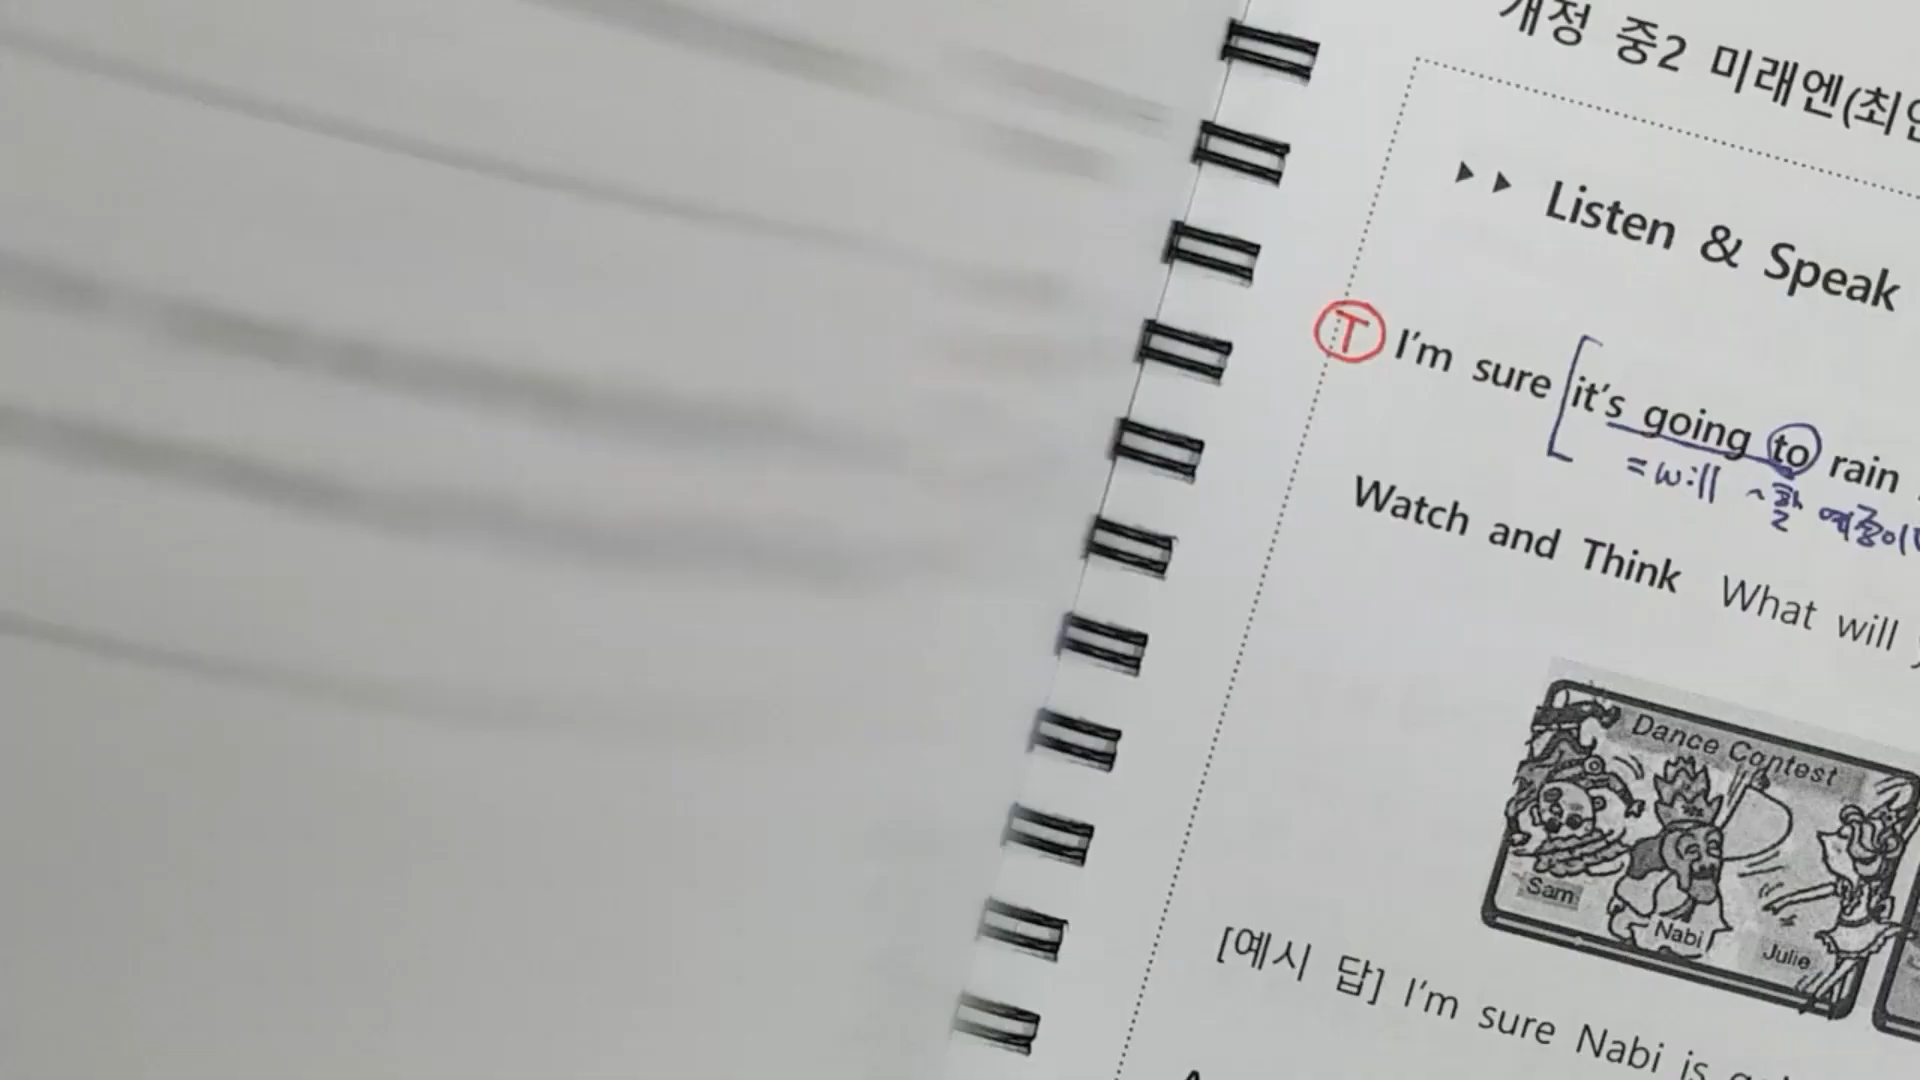 개정 중2 미래엔(최
▶▶ Listen & Speak
T I'm sure [it's going to rain
= will ~할 예정이
Watch and Think What will
Dance Contest
Sam
Nabi
Julie
[예시 답] I'm sure Nabi is